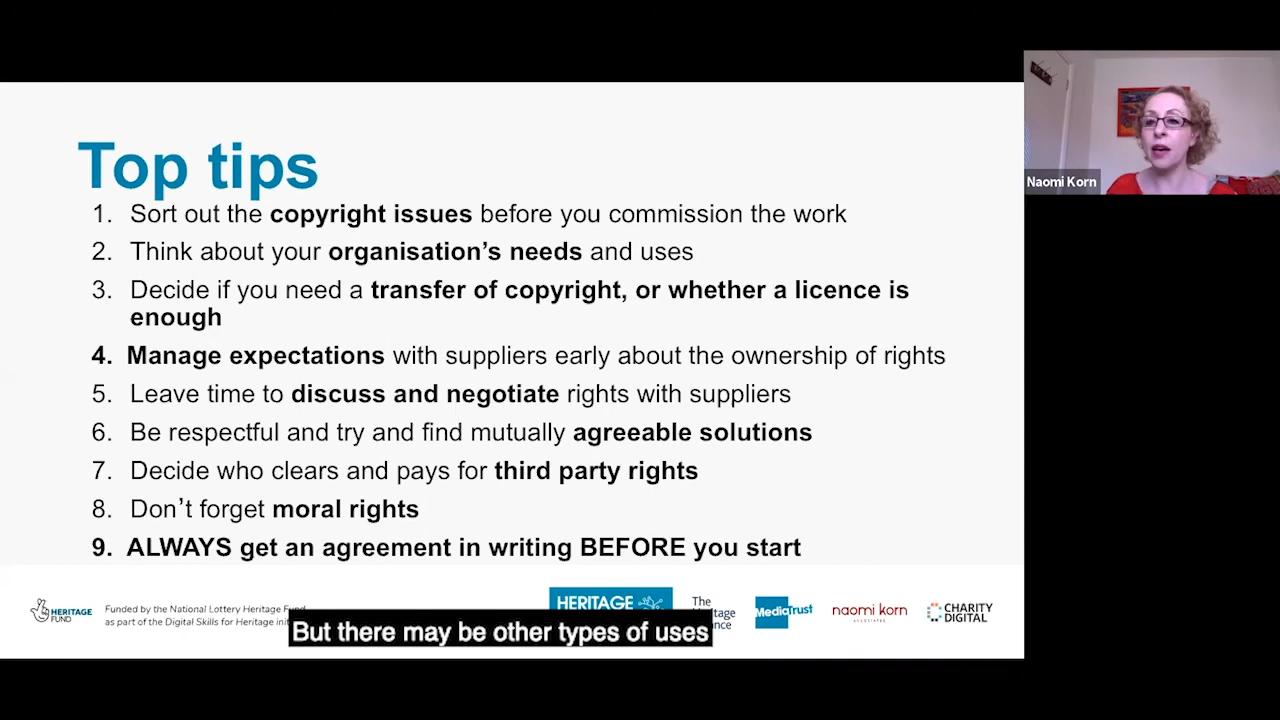 Top tips
1. Sort out the copyright issues before you commission the work
2. Think about your organisation's needs and uses
3. Decide if you need a transfer of copyright, or whether a licence is
enough
4. Manage expectations with suppliers early about the ownership of rights
5. Leave time to discuss and negotiate rights with suppliers
6. Be respectful and try and find mutually agreeable solutions
7. Decide who clears and pays for third party rights
8. Don't forget moral rights
9. ALWAYS get an agreement in writing BEFORE you start
Naomi Korn
HERITAGE
FUND
Funded by the National Lottery Heritage Fund
as part of the Digital Skills for Heritage
HERITAGE
The
MediaTrust
naomi korn
ASSOCIATES
CHARITY
DIGITAL
But there may be other types of uses